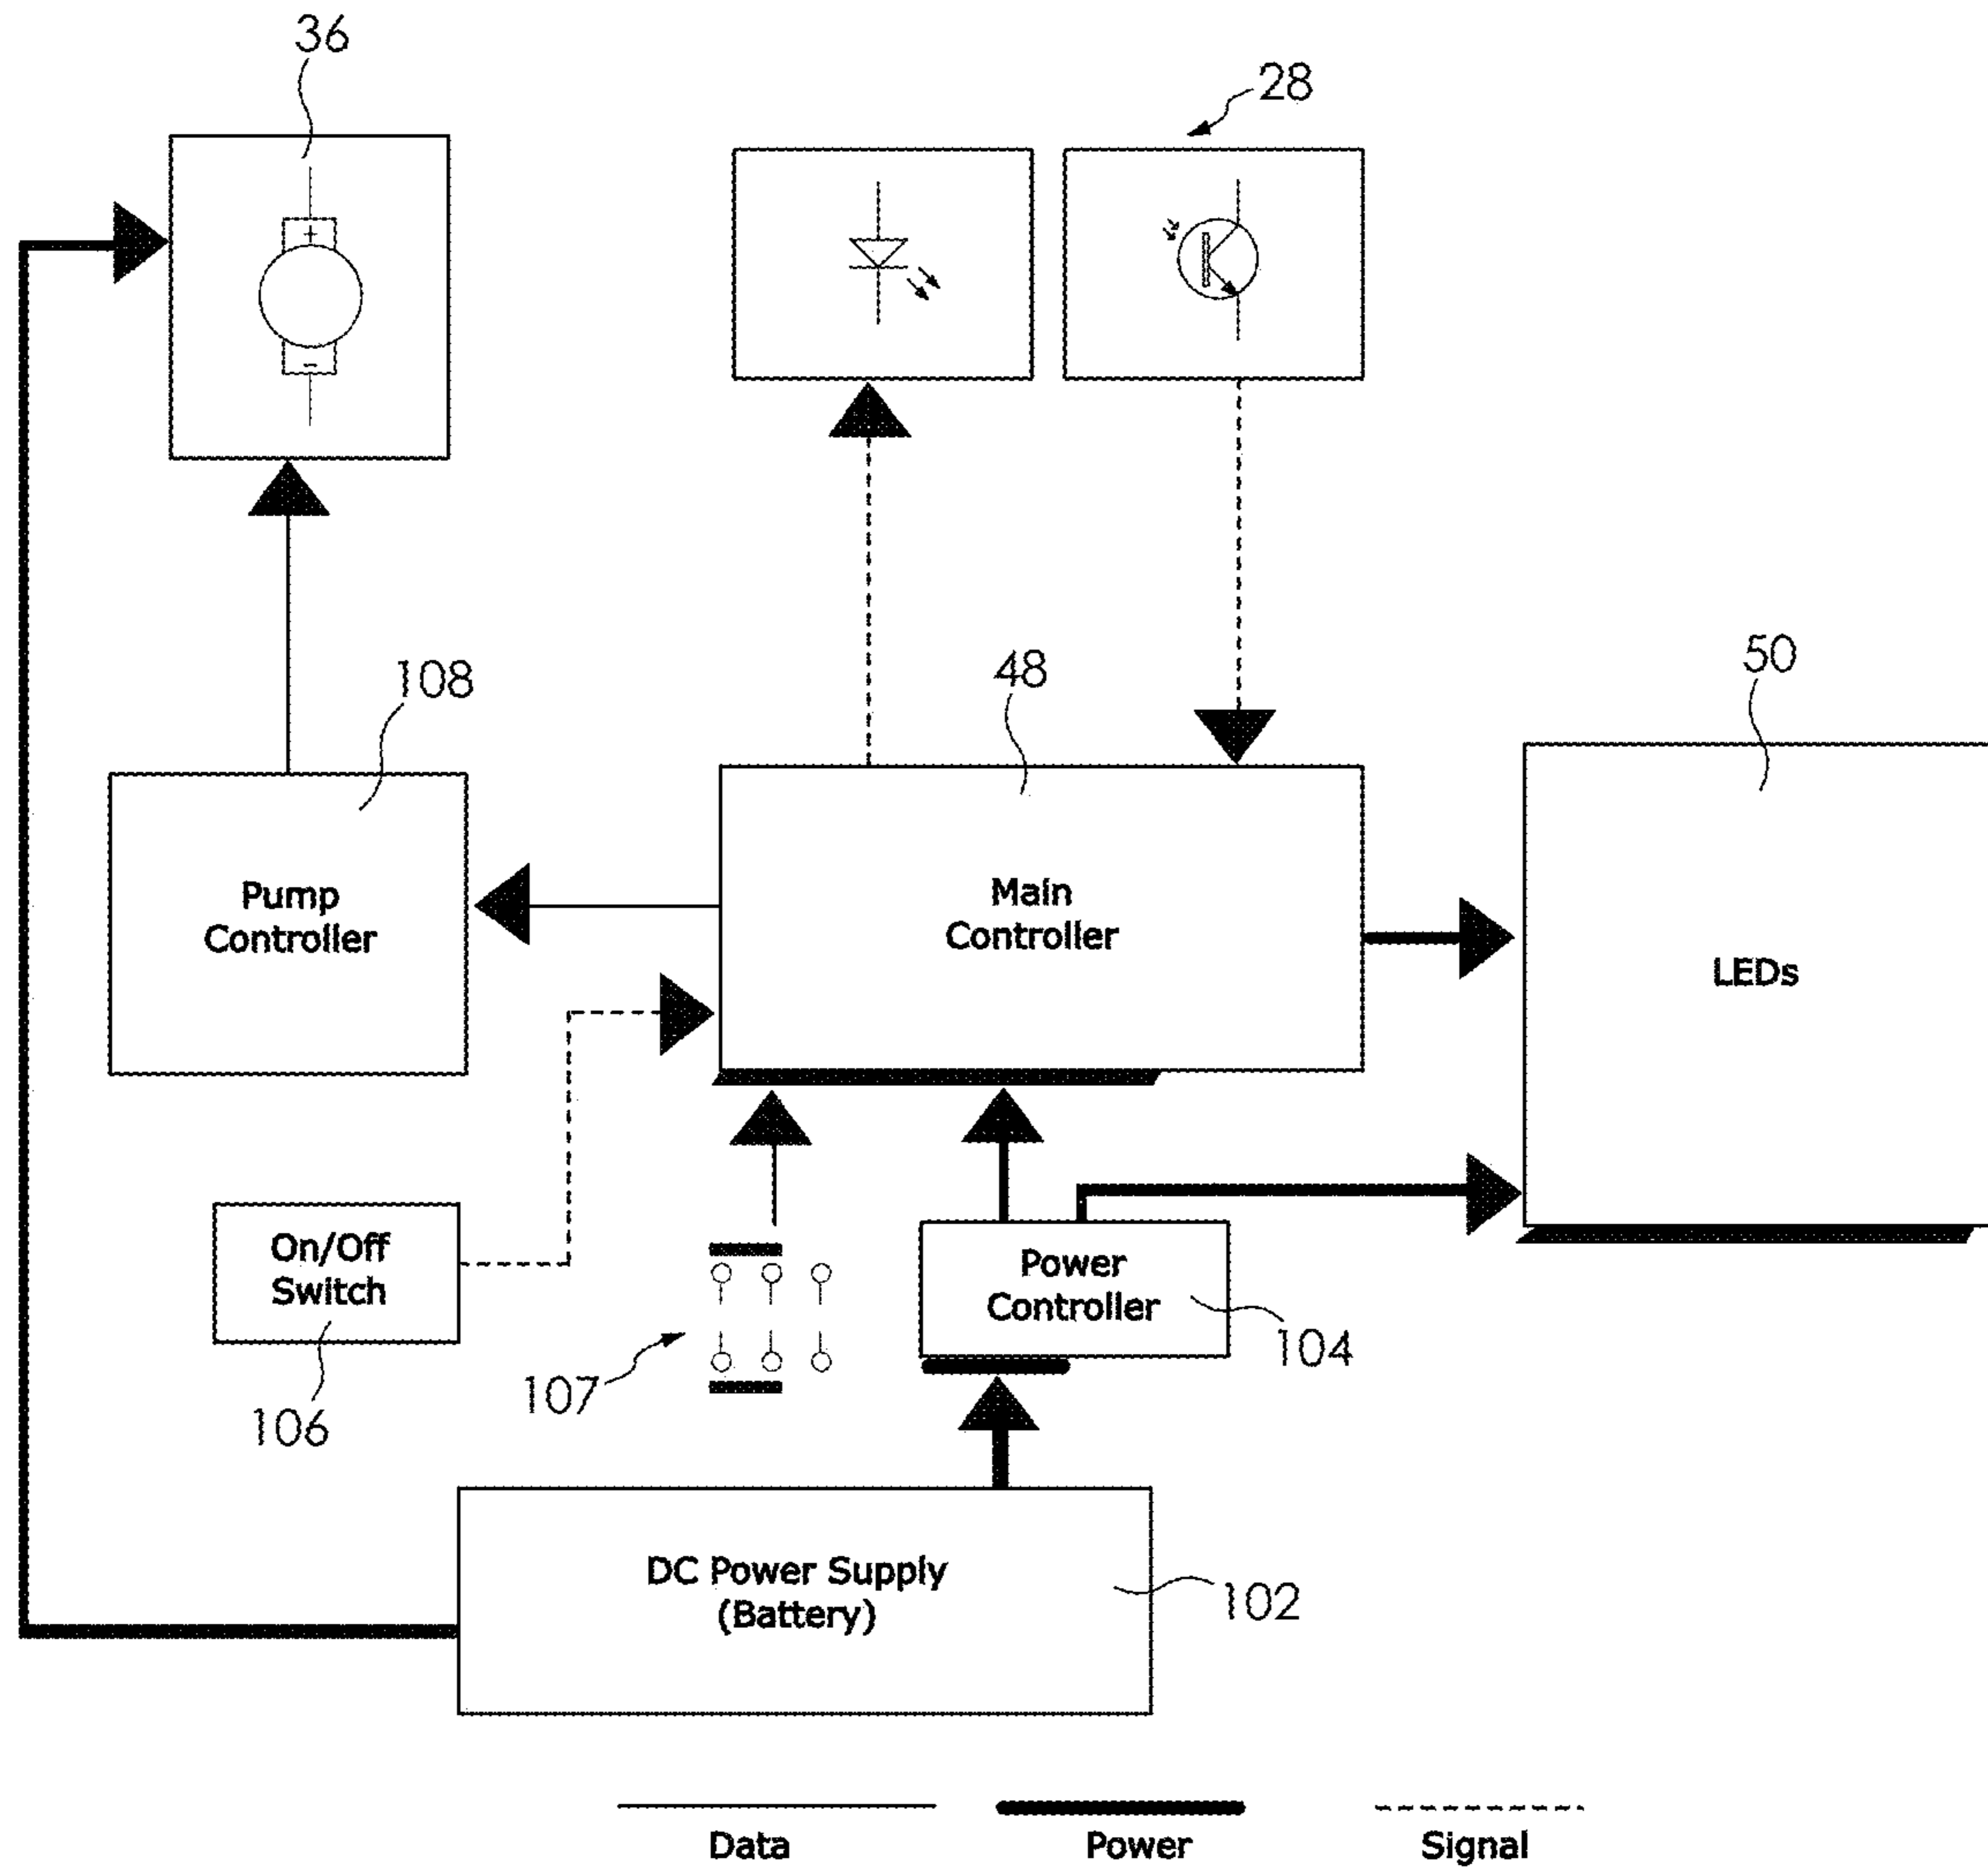 36
28
+
-
108
48
50
Pump
Controller
Main
Controller
LEDs
On/Off
Switch
Power
Controller
107
104
106
DC Power Supply
(Battery)
102
Data
Power
Signal